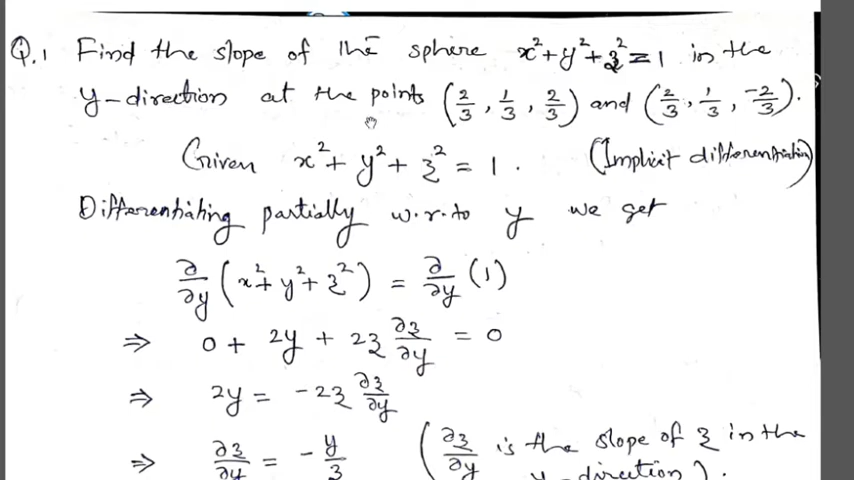 Q.1 Find the slope of the sphere x²+y²+z²=1 in the
y-direction at the points (2/3, 1/3, 2/3) and (2/3, 1/3, -2/3).
Given x²+y²+z² = 1. (Implicit differentiation)
Differentiating partially w.r.to y we get
∂/∂y (x²+y²+z²) = ∂/∂y (1)
⇒ 0 + 2y + 2z ∂z/∂y = 0
⇒ 2y = -2z ∂z/∂y
⇒ ∂z/∂y = - y/z (∂z/∂y is the slope of z in the
y-direction).